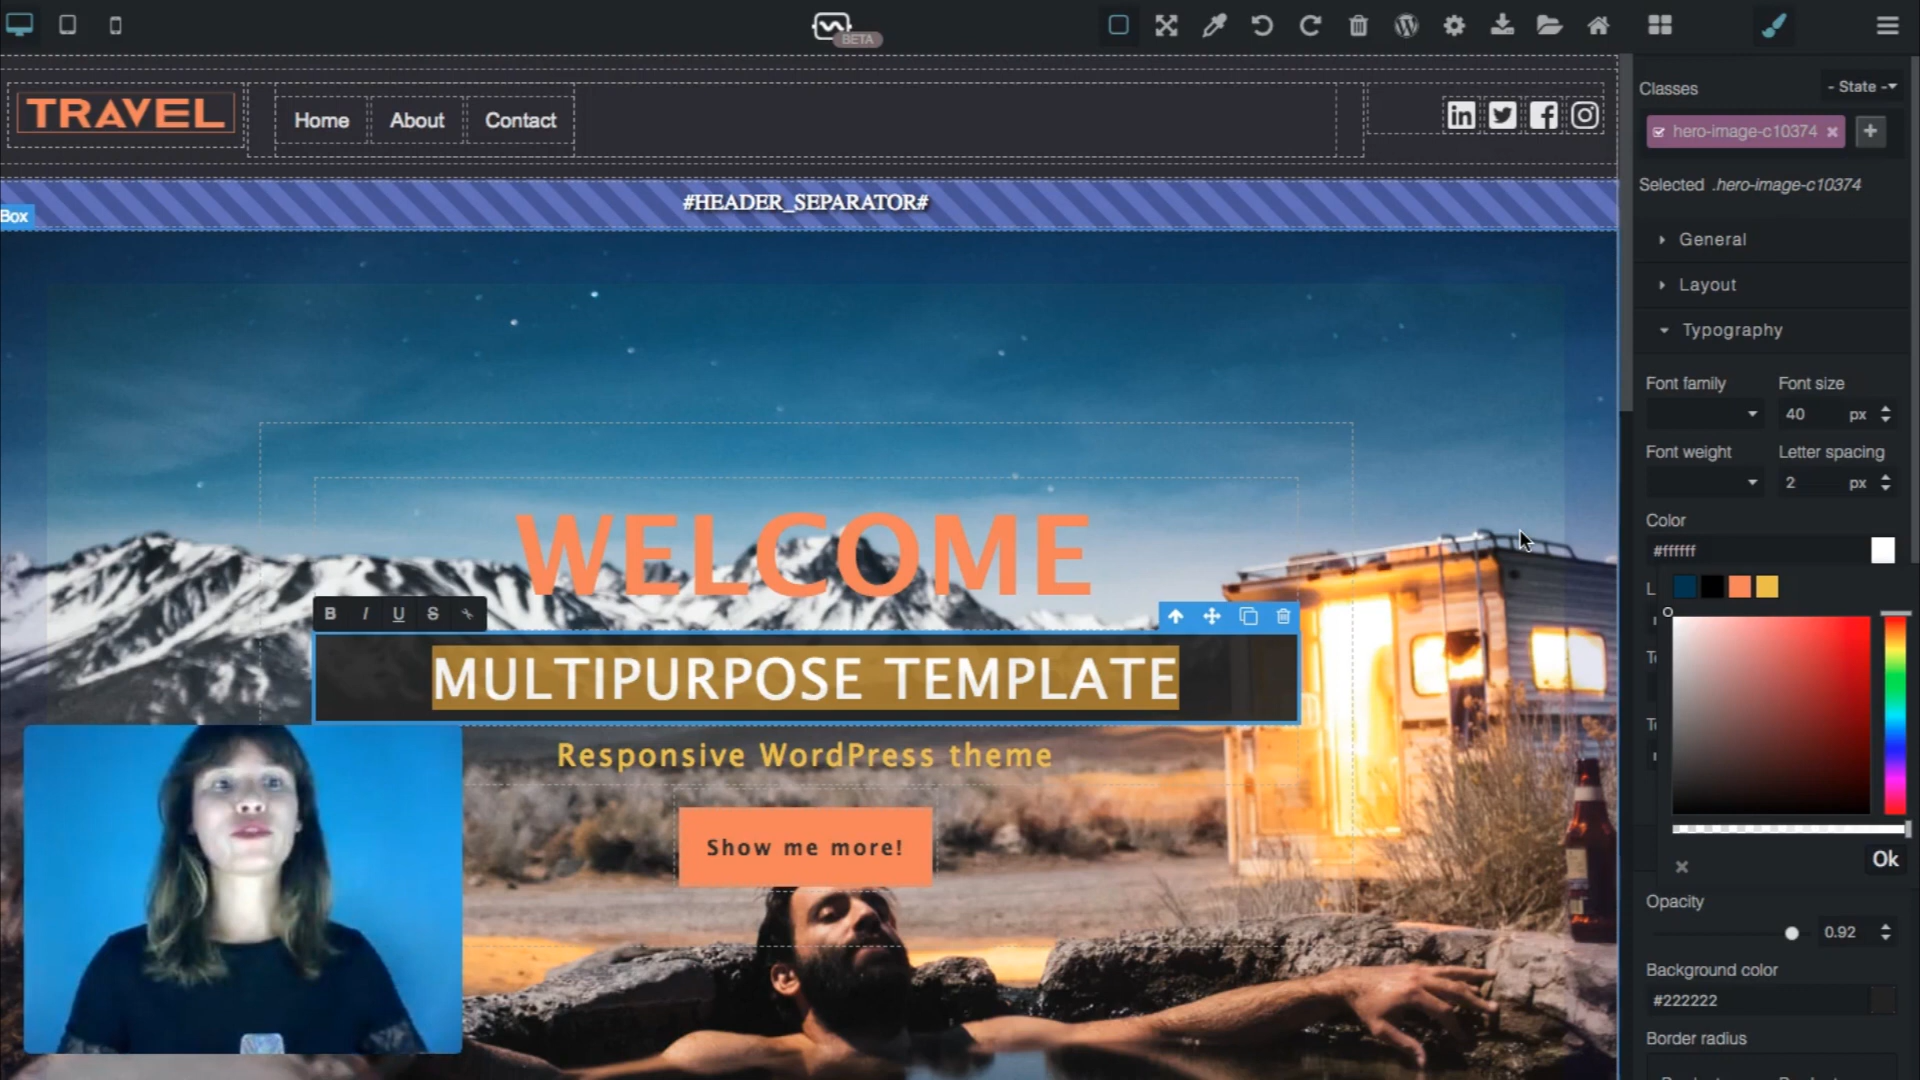 BETA
TRAVEL
Home
About
Contact
in
#HEADER_SEPARATOR#
Box
WELCOME
B I U S
MULTIPURPOSE TEMPLATE
Responsive WordPress theme
Show me more!
Classes
- State -
hero-image-c10374
Selected .hero-image-c10374
General
Layout
Typography
Font family
Font size
40 px
Font weight
Letter spacing
2 px
Color
#ffffff
L
Ok
Opacity
0.92
Background color
#222222
Border radius